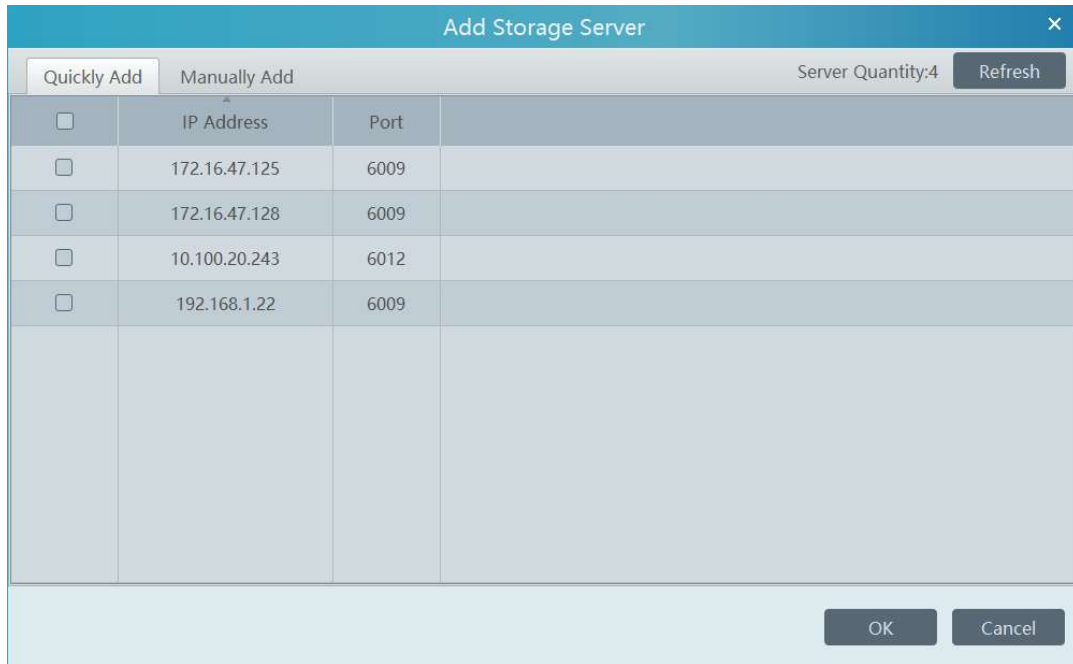 Add Storage Server
Quickly Add Manually Add Server Quantity:4 Refresh
IP Address Port
172.16.47.125 6009
172.16.47.128 6009
10.100.20.243 6012
192.168.1.22 6009
OK Cancel